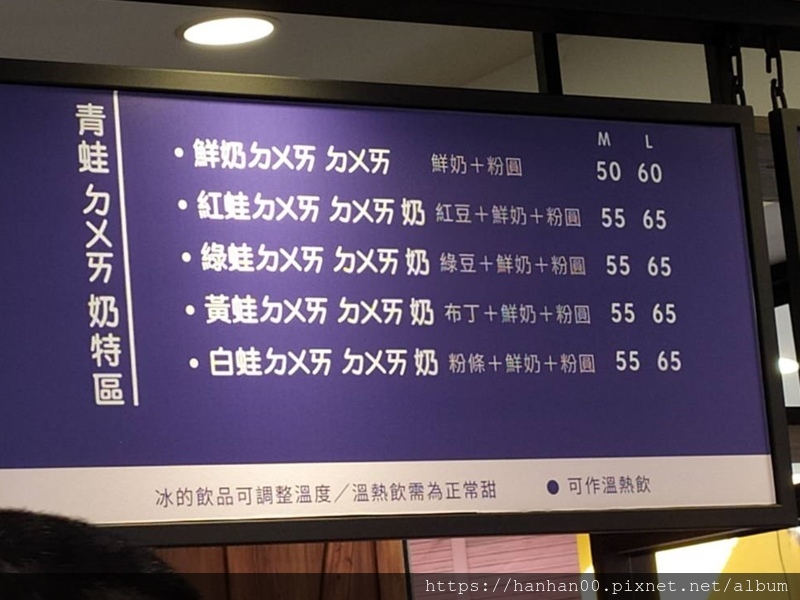 青蛙ㄉㄨㄞ奶特區
M L
•鮮奶ㄉㄨㄞ ㄉㄨㄞ 鮮奶＋粉圓 50 60
•紅蛙ㄉㄨㄞ ㄉㄨㄞ奶 紅豆＋鮮奶＋粉圓 55 65
•綠蛙ㄉㄨㄞ ㄉㄨㄞ奶 綠豆＋鮮奶＋粉圓 55 65
•黃蛙ㄉㄨㄞ ㄉㄨㄞ奶 布丁＋鮮奶＋粉圓 55 65
•白蛙ㄉㄨㄞ ㄉㄨㄞ奶 粉條＋鮮奶＋粉圓 55 65
冰的飲品可調整溫度／溫熱飲需為正常甜 ●可作溫熱飲
https://hanhan00.pixnet.net/album